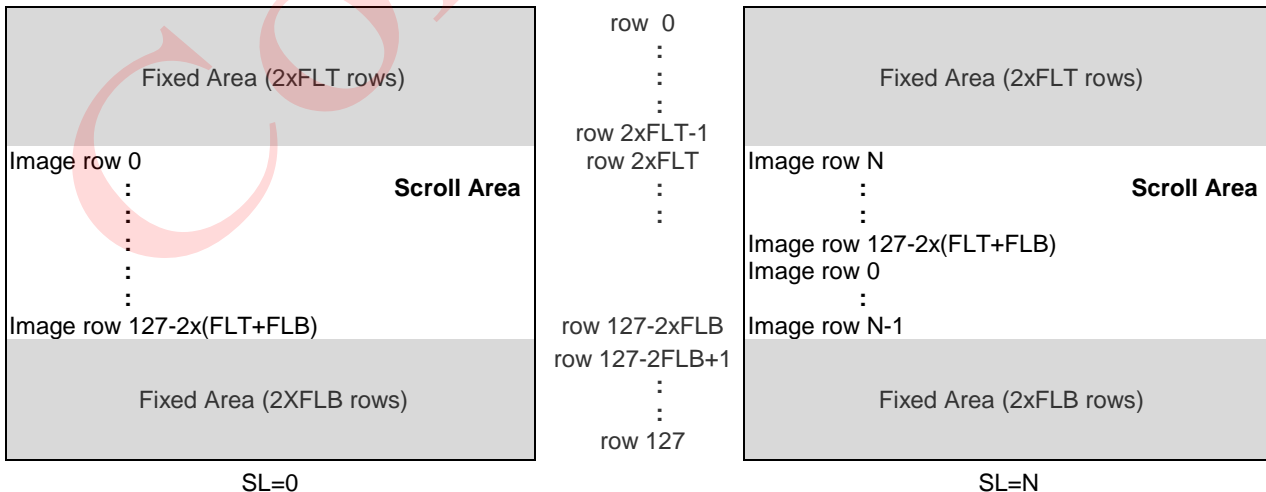 row 0
:
Fixed Area (2xFLT rows) : Fixed Area (2xFLT rows)
:
row 2xFLT-1
Image row 0 row 2xFLT Image row N
: Scroll Area : : Scroll Area
: : :
: Image row 127-2x(FLT+FLB)
: Image row 0
: :
Image row 127-2x(FLT+FLB) row 127-2xFLB Image row N-1
row 127-2FLB+1
:
Fixed Area (2XFLB rows) Fixed Area (2xFLB rows)
:
row 127
SL=0 SL=N